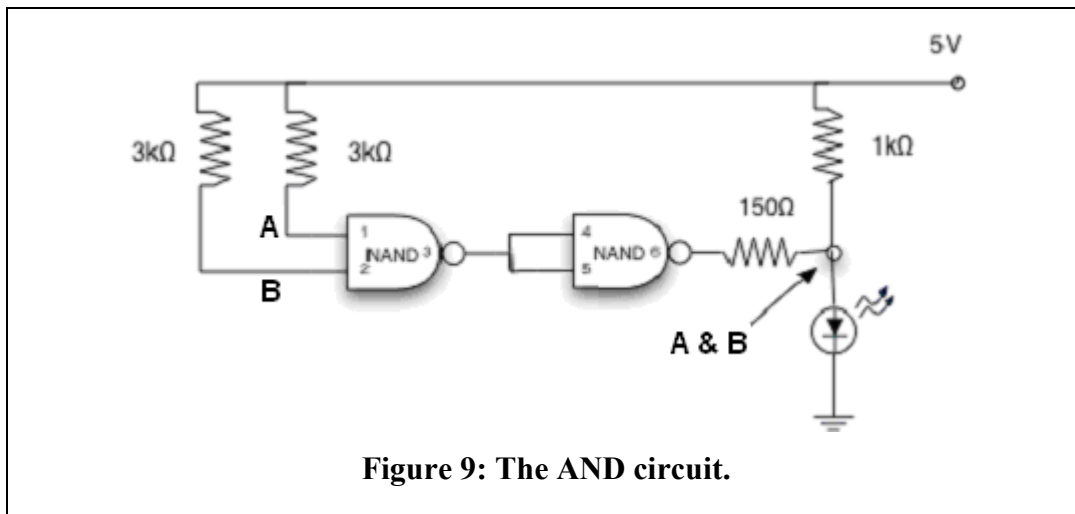 5V
3kΩ
3kΩ
1kΩ
150Ω
A
1
NAND 3
2
B
4
NAND 6
5
A & B
Figure 9: The AND circuit.